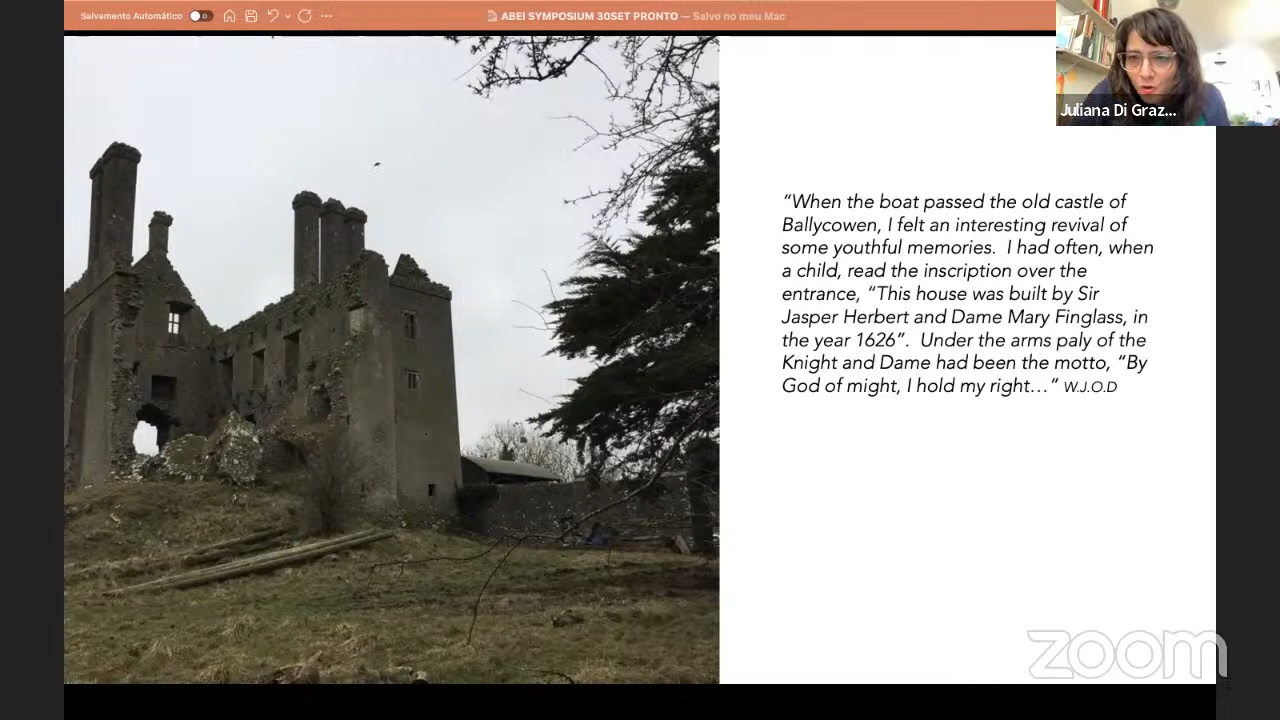 Salvamento Automático
ABEI SYMPOSIUM 30SET PRONTO — Salvo no meu Mac
Juliana Di Graz...
“When the boat passed the old castle of
Ballycowen, I felt an interesting revival of
some youthful memories.  I had often, when
a child, read the inscription over the
entrance, “This house was built by Sir
Jasper Herbert and Dame Mary Finglass, in
the year 1626”.  Under the arms paly of the
Knight and Dame had been the motto, “By
God of might, I hold my right…” W.J.O.D
zoom